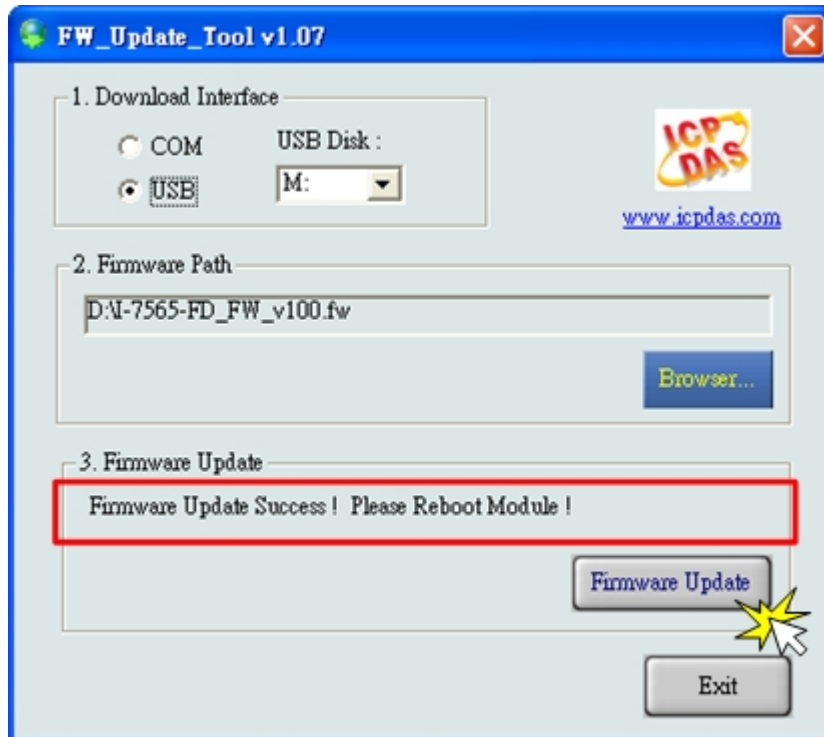 FW_Update_Tool v1.07
1. Download Interface
COM
USB Disk :
USB
M:
ICP
DAS
www.icpdas.com
2. Firmware Path
D:\I-7565-FD_FW_v100.fw
Browser...
3. Firmware Update
Firmware Update Success ! Please Reboot Module !
Firmware Update
Exit